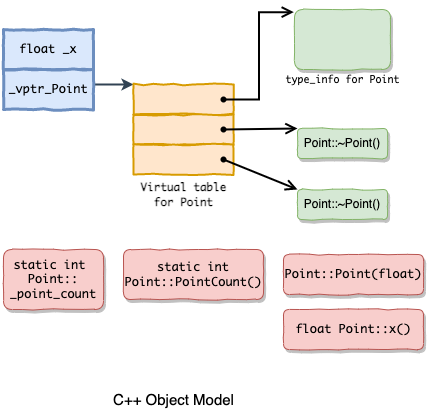 float _x
_vptr_Point
type_info for Point
Point::~Point()
Virtual table
for Point
Point::~Point()
static int
Point::
_point_count
static int
Point::PointCount()
Point::Point(float)
float Point::x()
C++ Object Model